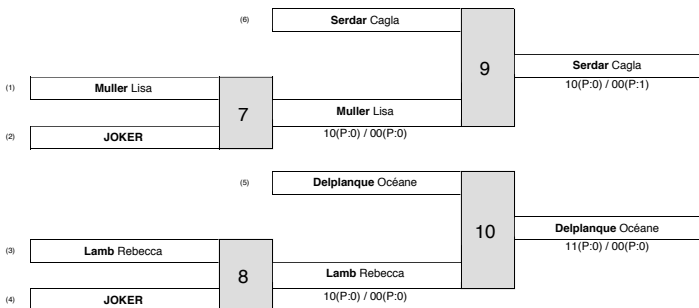 (6) Serdar Cagla
9
Serdar Cagla
10(P:0) / 00(P:1)
(1) Muller Lisa
7
Muller Lisa
10(P:0) / 00(P:0)
(2) JOKER
(5) Delplanque Océane
10
Delplanque Océane
11(P:0) / 00(P:0)
(3) Lamb Rebecca
8
Lamb Rebecca
10(P:0) / 00(P:0)
(4) JOKER